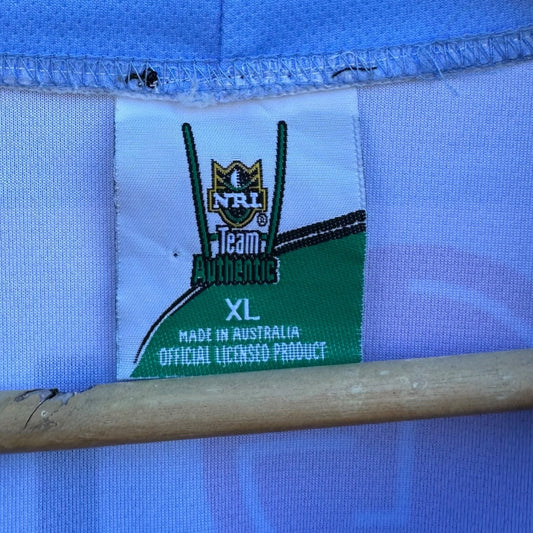 NRL
®
Team
Authentic
XL
MADE IN AUSTRALIA
OFFICIAL LICENSED PRODUCT